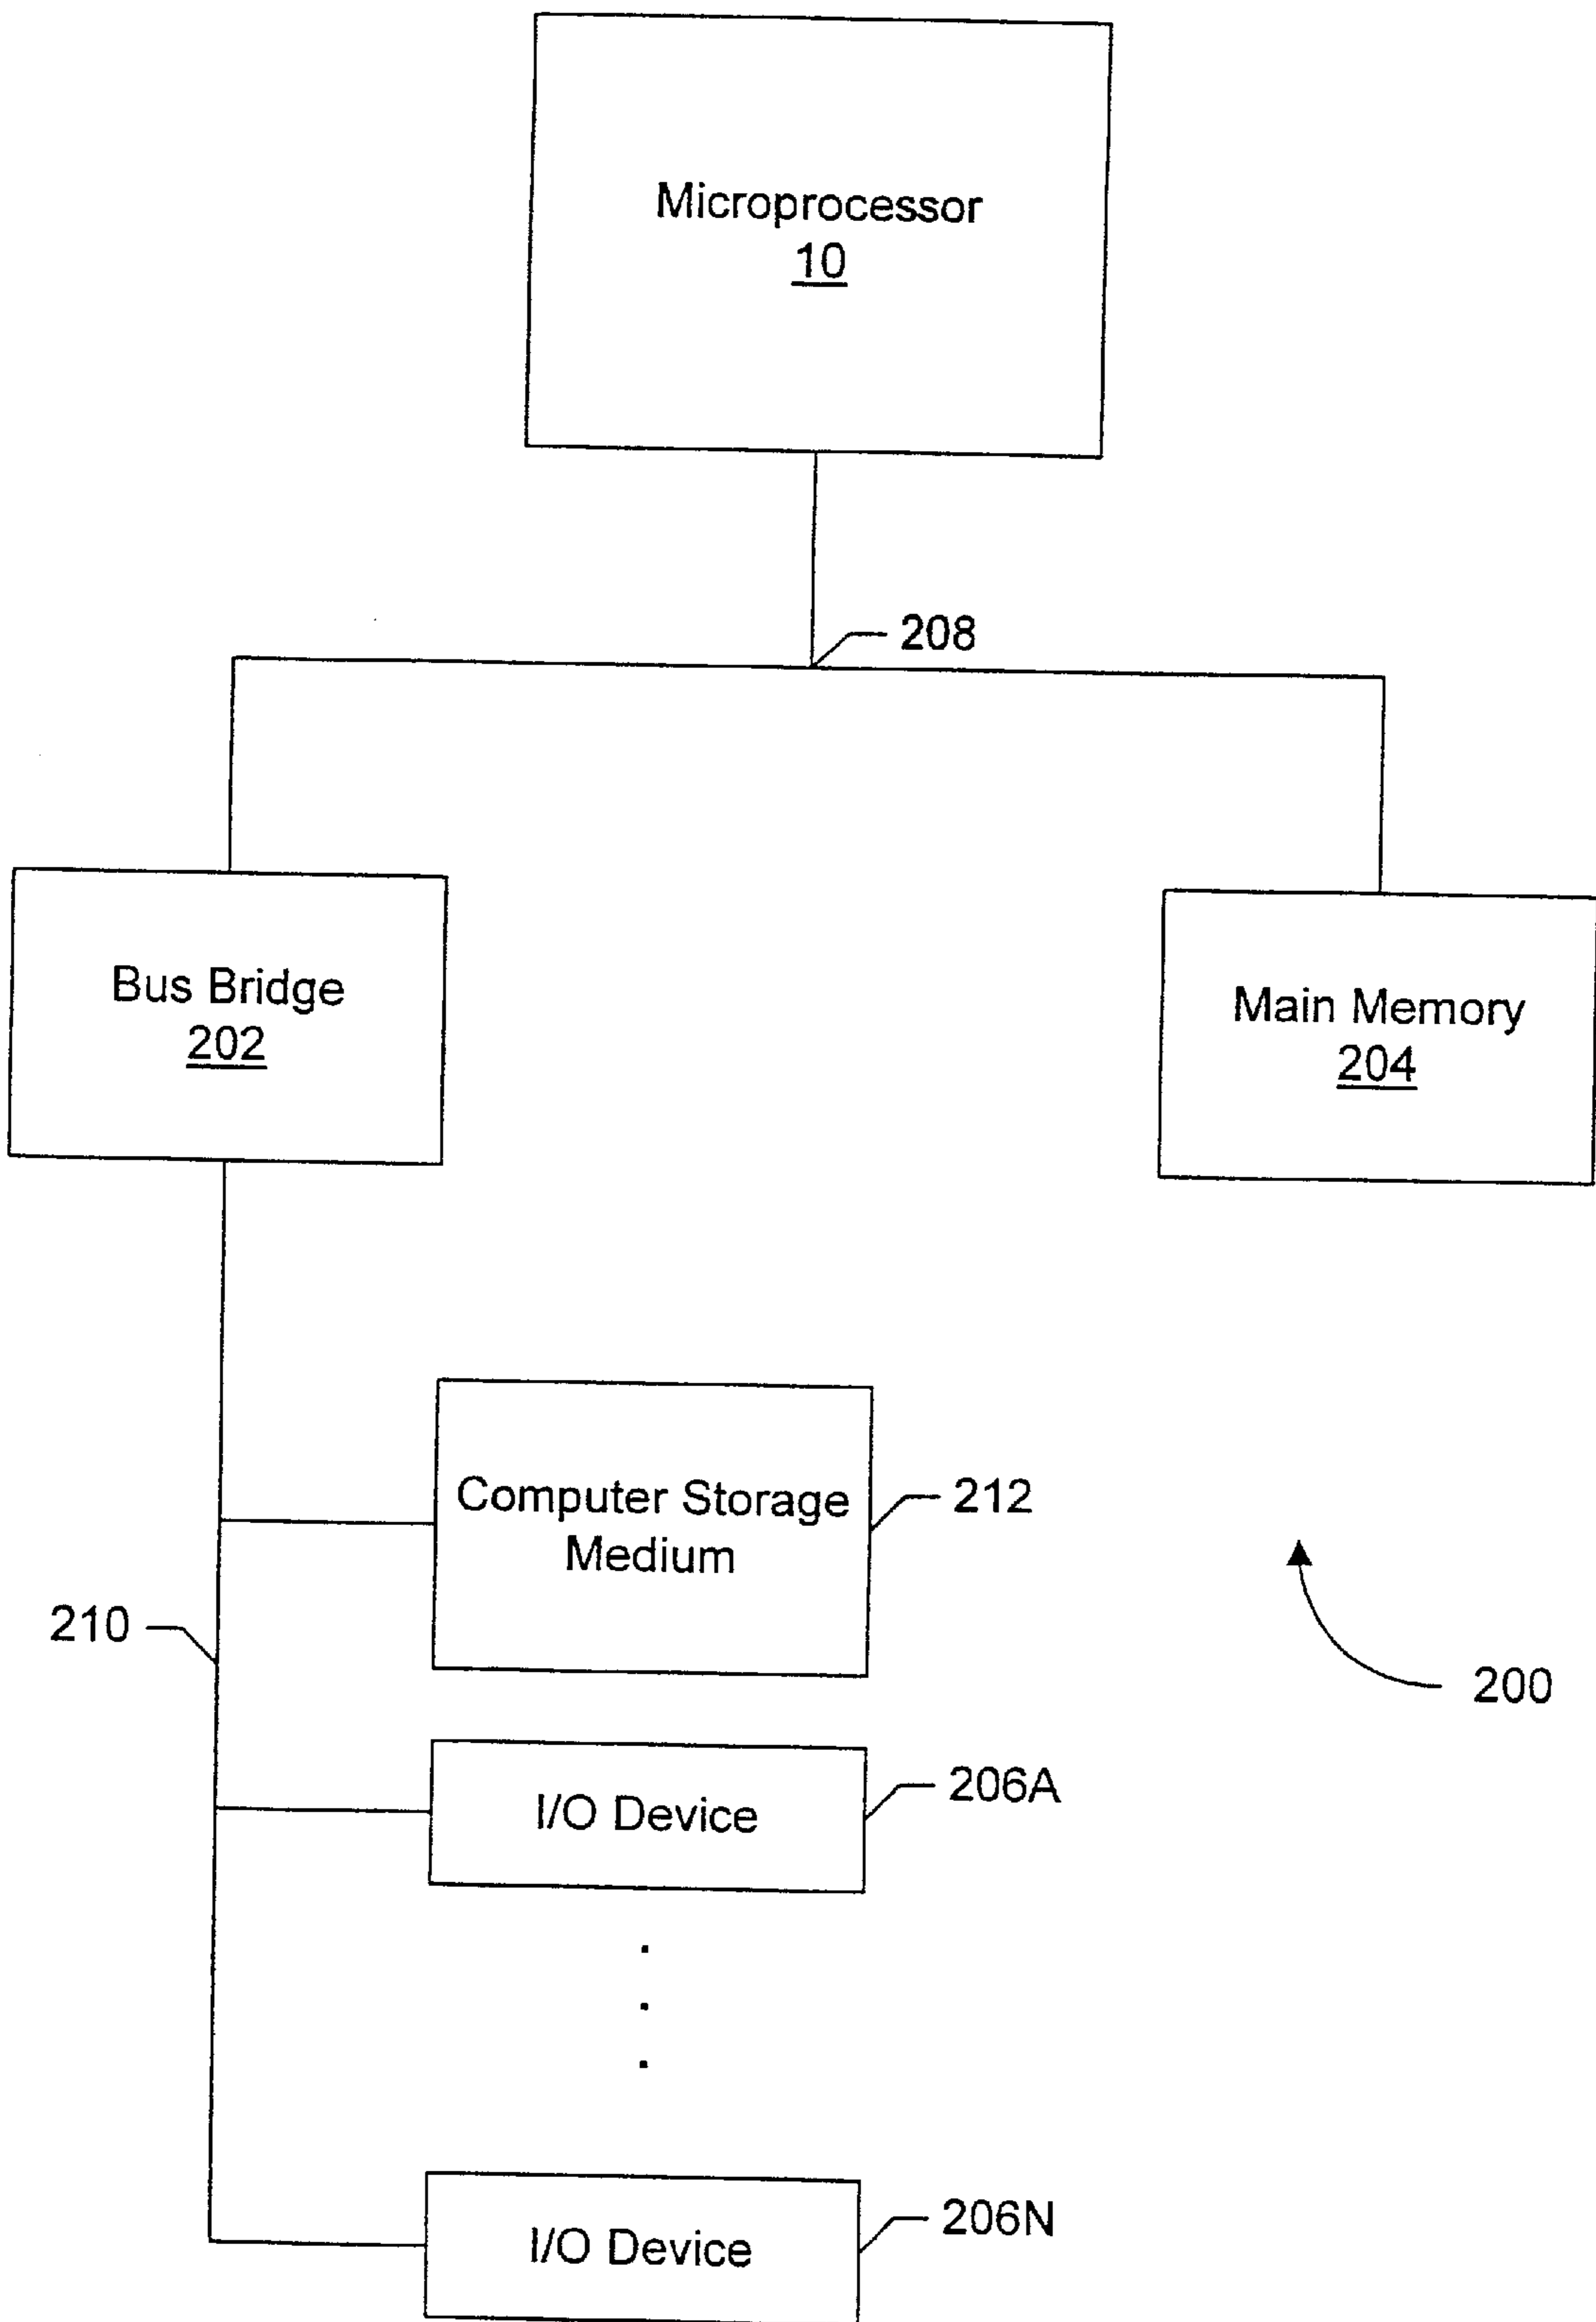 Microprocessor
10
208
Bus Bridge
202
Main Memory
204
Computer Storage
Medium
212
210
200
I/O Device
206A
I/O Device
206N